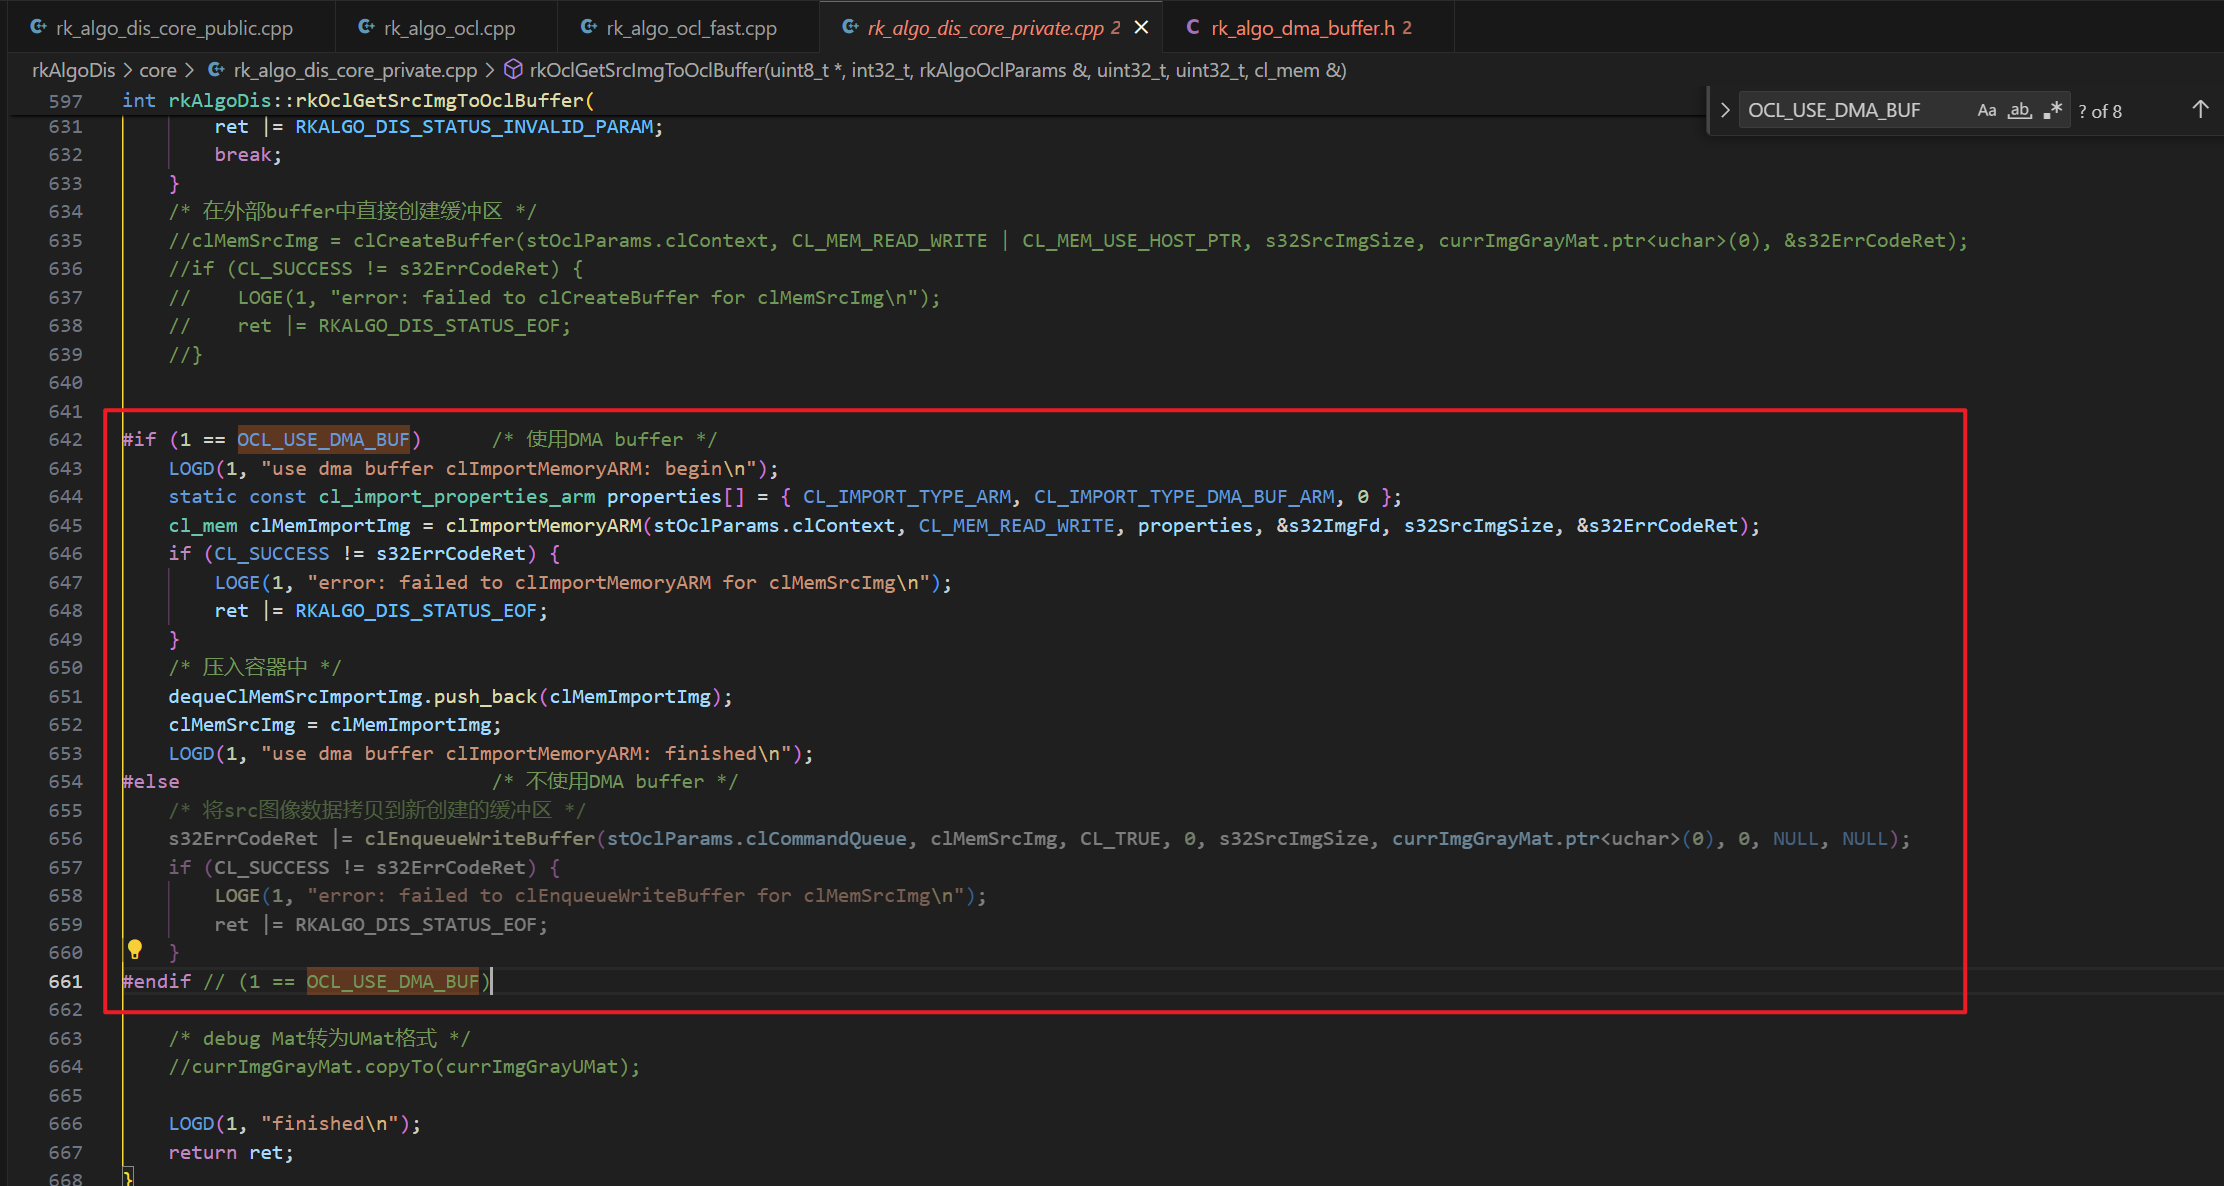 rk_algo_dis_core_public.cpp rk_algo_ocl.cpp rk_algo_ocl_fast.cpp rk_algo_dis_core_private.cpp 2 rk_algo_dma_buffer.h 2
rkAlgoDis > core > rk_algo_dis_core_private.cpp > rkOclGetSrcImgToOclBuffer(uint8_t *, int32_t, rkAlgoOclParams &, uint32_t, uint32_t, cl_mem &)
OCL_USE_DMA_BUF Aa ab .* ? of 8
597 int rkAlgoDis::rkOclGetSrcImgToOclBuffer(
631 ret |= RKALGO_DIS_STATUS_INVALID_PARAM;
632 break;
633 }
634 /* 在外部buffer中直接创建缓冲区 */
635 //clMemSrcImg = clCreateBuffer(stOclParams.clContext, CL_MEM_READ_WRITE | CL_MEM_USE_HOST_PTR, s32SrcImgSize, currImgGrayMat.ptr<uchar>(0), &s32ErrCodeRet);
636 //if (CL_SUCCESS != s32ErrCodeRet) {
637 // LOGE(1, "error: failed to clCreateBuffer for clMemSrcImg\n");
638 // ret |= RKALGO_DIS_STATUS_EOF;
639 //}
640
641
642 #if (1 == OCL_USE_DMA_BUF) /* 使用DMA buffer */
643 LOGD(1, "use dma buffer clImportMemoryARM: begin\n");
644 static const cl_import_properties_arm properties[] = { CL_IMPORT_TYPE_ARM, CL_IMPORT_TYPE_DMA_BUF_ARM, 0 };
645 cl_mem clMemImportImg = clImportMemoryARM(stOclParams.clContext, CL_MEM_READ_WRITE, properties, &s32ImgFd, s32SrcImgSize, &s32ErrCodeRet);
646 if (CL_SUCCESS != s32ErrCodeRet) {
647 LOGE(1, "error: failed to clImportMemoryARM for clMemSrcImg\n");
648 ret |= RKALGO_DIS_STATUS_EOF;
649 }
650 /* 压入容器中 */
651 dequeClMemSrcImportImg.push_back(clMemImportImg);
652 clMemSrcImg = clMemImportImg;
653 LOGD(1, "use dma buffer clImportMemoryARM: finished\n");
654 #else /* 不使用DMA buffer */
655 /* 将src图像数据拷贝到新创建的缓冲区 */
656 s32ErrCodeRet |= clEnqueueWriteBuffer(stOclParams.clCommandQueue, clMemSrcImg, CL_TRUE, 0, s32SrcImgSize, currImgGrayMat.ptr<uchar>(0), 0, NULL, NULL);
657 if (CL_SUCCESS != s32ErrCodeRet) {
658 LOGE(1, "error: failed to clEnqueueWriteBuffer for clMemSrcImg\n");
659 ret |= RKALGO_DIS_STATUS_EOF;
660 }
661 #endif // (1 == OCL_USE_DMA_BUF)
662
663 /* debug Mat转为UMat格式 */
664 //currImgGrayMat.copyTo(currImgGrayUMat);
665
666 LOGD(1, "finished\n");
667 return ret;
668 }